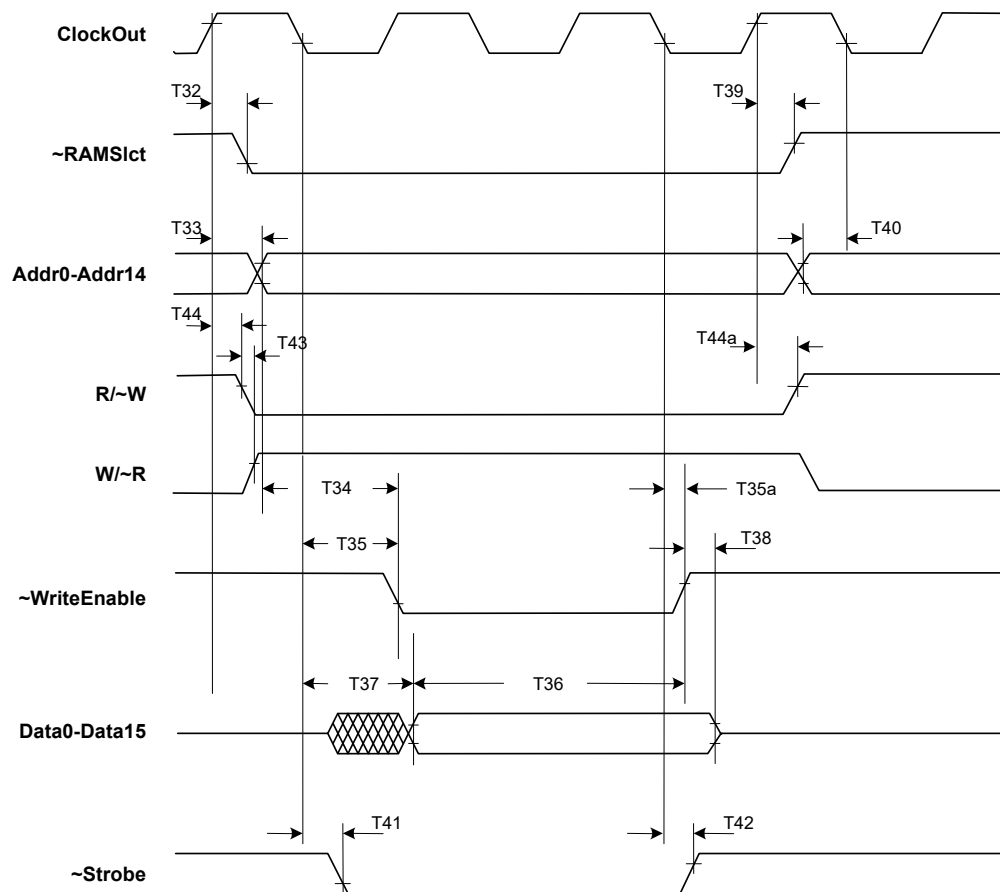 ClockOut
T32
T39
~RAMSlct
T33
T40
Addr0-Addr14
T44
T43
T44a
R/~W
W/~R
T34
T35a
T35
T38
~WriteEnable
T37
T36
Data0-Data15
T41
T42
~Strobe